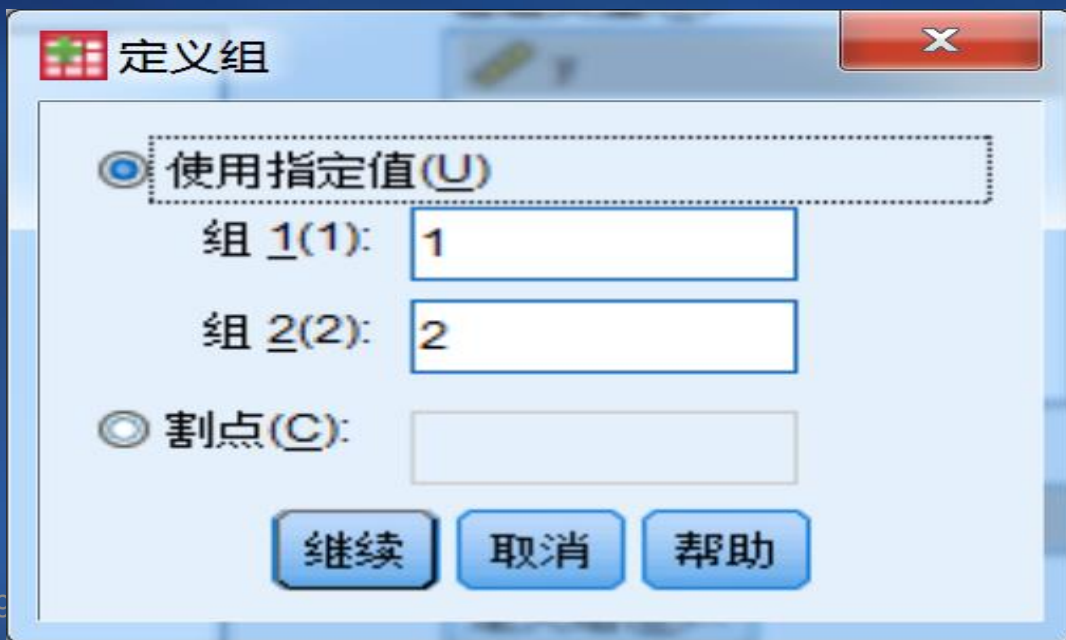 定义组
y
使用指定值(U)
组 1(1): 1
组 2(2): 2
割点(C):
继续 取消 帮助